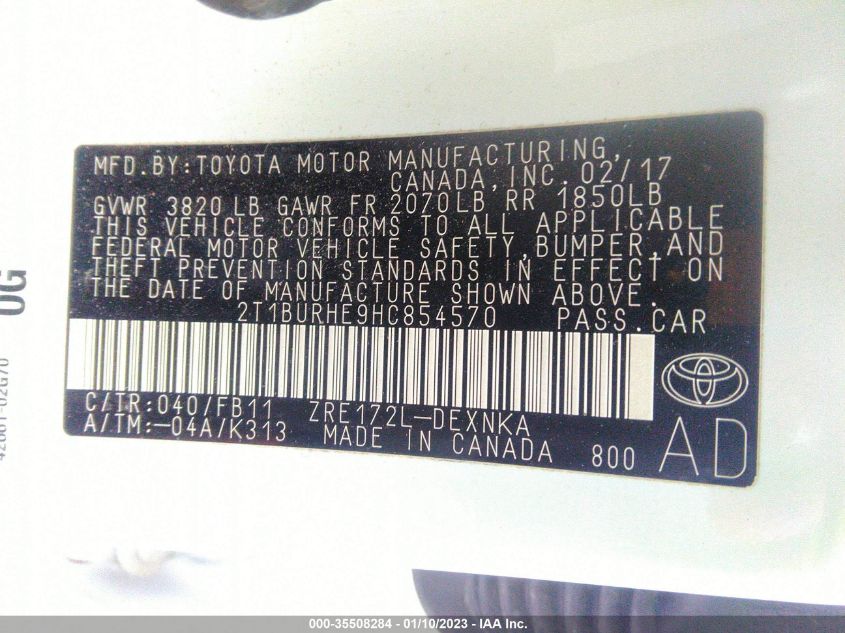 MFD.BY:TOYOTA MOTOR MANUFACTURING,
CANADA,INC. 02/17
GVWR 3820 LB GAWR FR 2070LB RR 1850LB
THIS VEHICLE CONFORMS TO ALL APPLICABLE
FEDERAL MOTOR VEHICLE SAFETY,BUMPER,AND
THEFT PREVENTION STANDARDS IN EFFECT ON
THE DATE OF MANUFACTURE SHOWN ABOVE.
2T1BURHE9HC854570 PASS.CAR
C/TR:040/FB11 ZRE172L-DEXNKA
A/TM:-04A/K313 MADE IN CANADA 800 AD
OG
000-35508284 - 01/10/2023 - IAA Inc.